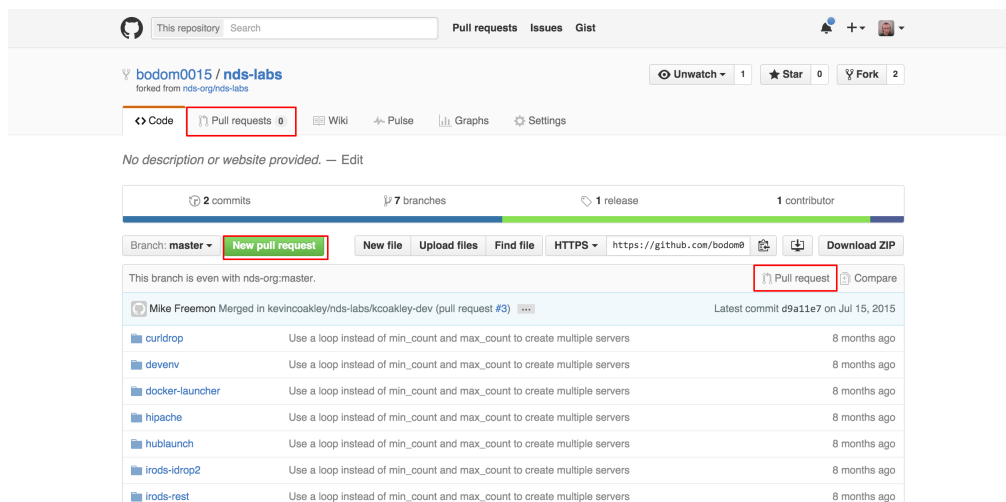 This repository Search Pull requests Issues Gist
bodom0015 / nds-labs
forked from nds-org/nds-labs
Unwatch 1 Star 0 Fork 2
Code Pull requests 0 Wiki Pulse Graphs Settings
No description or website provided. — Edit
2 commits 7 branches 1 release 1 contributor
Branch: master New pull request New file Upload files Find file HTTPS https://github.com/bodom0 Download ZIP
This branch is even with nds-org:master. Pull request Compare
Mike Freemon Merged in kevincoakley/nds-labs/kcoakley-dev (pull request #3) ... Latest commit d9a11e7 on Jul 15, 2015
curldrop Use a loop instead of min_count and max_count to create multiple servers 8 months ago
devenv Use a loop instead of min_count and max_count to create multiple servers 8 months ago
docker-launcher Use a loop instead of min_count and max_count to create multiple servers 8 months ago
hipache Use a loop instead of min_count and max_count to create multiple servers 8 months ago
hublaunch Use a loop instead of min_count and max_count to create multiple servers 8 months ago
irods-idrop2 Use a loop instead of min_count and max_count to create multiple servers 8 months ago
irods-rest Use a loop instead of min_count and max_count to create multiple servers 8 months ago